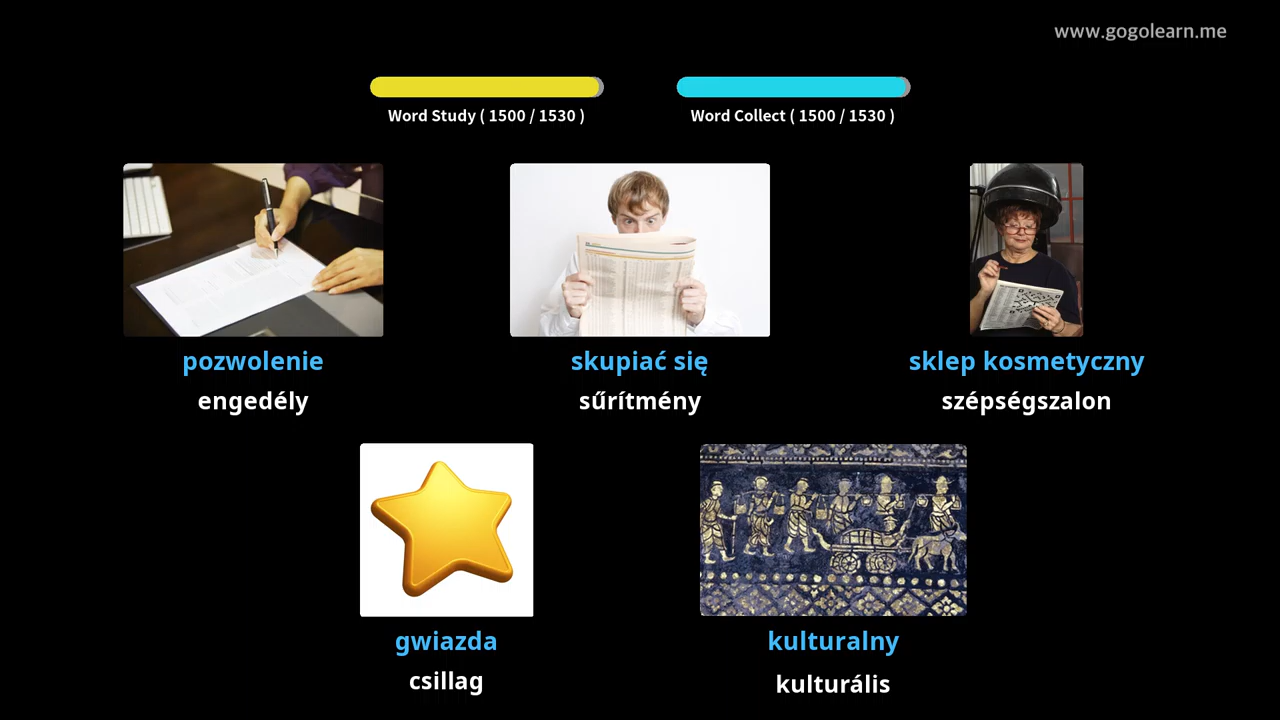 www.gogolearn.me
Word Study ( 1500 / 1530 )
Word Collect ( 1500 / 1530 )
pozwolenie
engedély
skupiać się
sűrítmény
sklep kosmetyczny
szépségszalon
gwiazda
csillag
kulturalny
kulturális